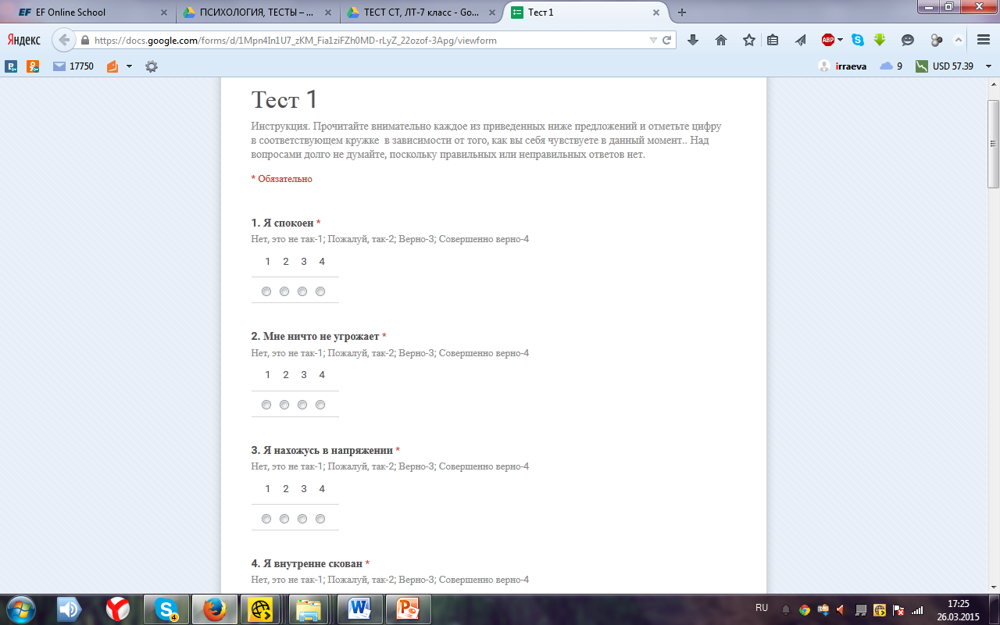 EF EF Online School
ПСИХОЛОГИЯ, ТЕСТЫ – ...
ТЕСТ СТ, ЛТ-7 класс - Go...
Тест1
Яндекс
https://docs.google.com/forms/d/1Mpn4In1U7_zKM_Fia1ziFZh0MD-rLyZ_22ozof-3Apg/viewform
ABP
17750
irraeva
9
USD 57.39
Тест 1
Инструкция. Прочитайте внимательно каждое из приведенных ниже предложений и отметьте цифру
в соответствующем кружке в зависимости от того, как вы себя чувствуете в данный момент.. Над
вопросами долго не думайте, поскольку правильных или неправильных ответов нет.
* Обязательно
1. Я спокоен *
Нет, это не так-1; Пожалуй, так-2; Верно-3; Совершенно верно-4
1 2 3 4
2. Мне ничто не угрожает *
Нет, это не так-1; Пожалуй, так-2; Верно-3; Совершенно верно-4
1 2 3 4
3. Я нахожусь в напряжении *
Нет, это не так-1; Пожалуй, так-2; Верно-3; Совершенно верно-4
1 2 3 4
4. Я внутренне скован *
Нет, это не так-1; Пожалуй, так-2; Верно-3; Совершенно верно-4
4
RU
17:25
26.03.2015